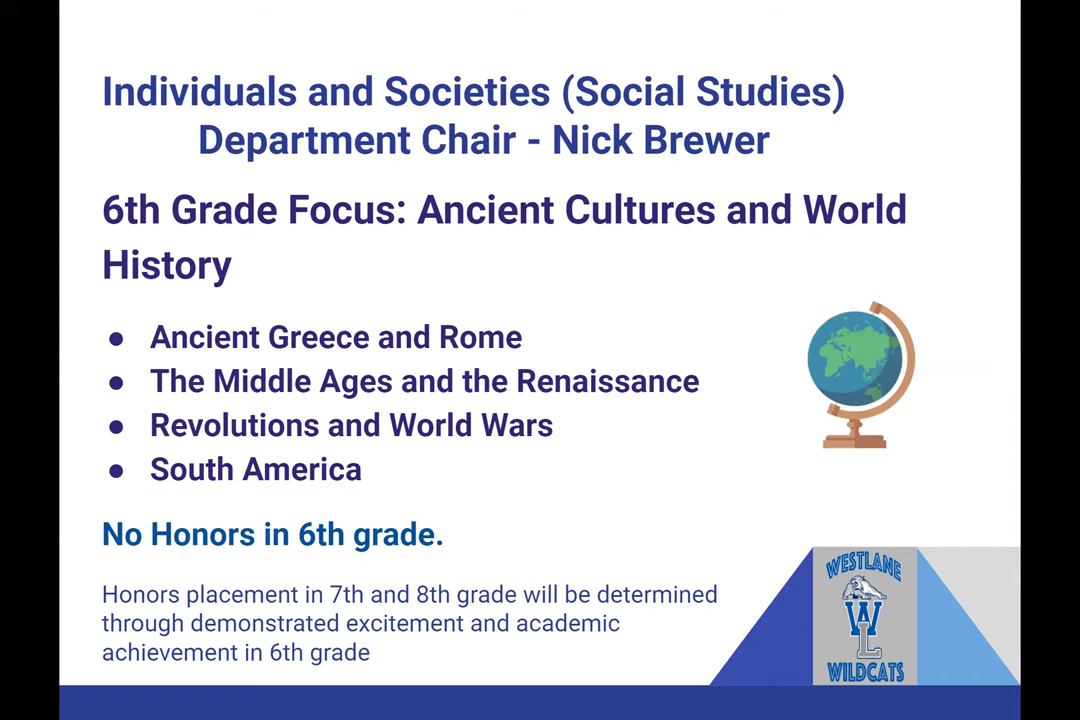 Individuals and Societies (Social Studies)
Department Chair - Nick Brewer
6th Grade Focus: Ancient Cultures and World
History
● Ancient Greece and Rome
● The Middle Ages and the Renaissance
● Revolutions and World Wars
● South America
No Honors in 6th grade.
Honors placement in 7th and 8th grade will be determined
through demonstrated excitement and academic
achievement in 6th grade
WESTLANE
WL
WILDCATS